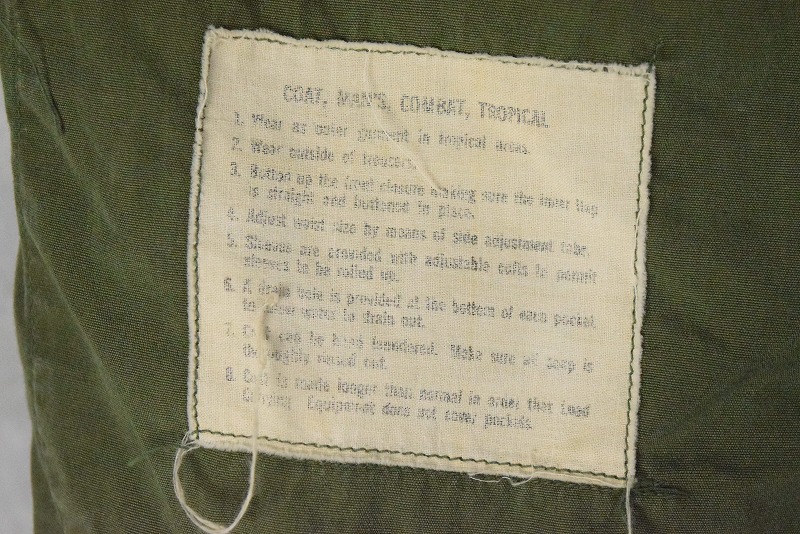 COAT, MAN'S, COMBAT, TROPICAL
1. Wear as outer garment in tropical areas.
2. Wear outside of trousers.
3. Button up the front closure making sure the inner flap
is straight and buttoned in place.
4. Adjust waist size by means of side adjustment tabs.
5. Sleeves are provided with adjustable cuffs to permit
sleeves to be rolled up.
6. A drain hole is provided at the bottom of each pocket
to water to drain out.
7. can be hand laundered. Make sure all soap is
thoroughly rinsed out.
8. Coat is made longer than normal in order that Load
Carrying Equipment does not cover pockets.